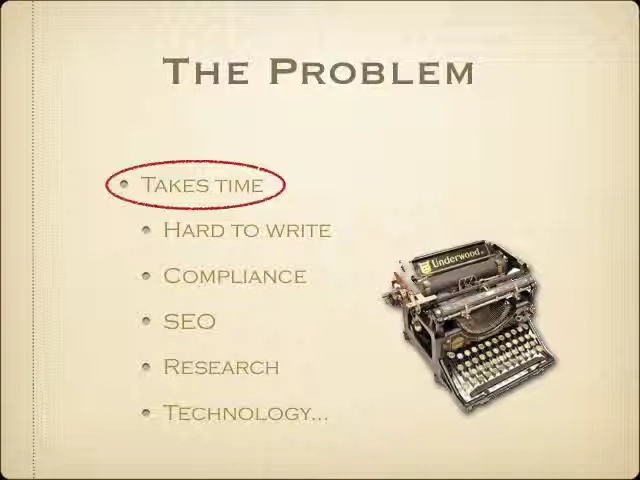 The Problem
• Takes time
• Hard to write
• Compliance
• SEO
• Research
• Technology...
Underwood